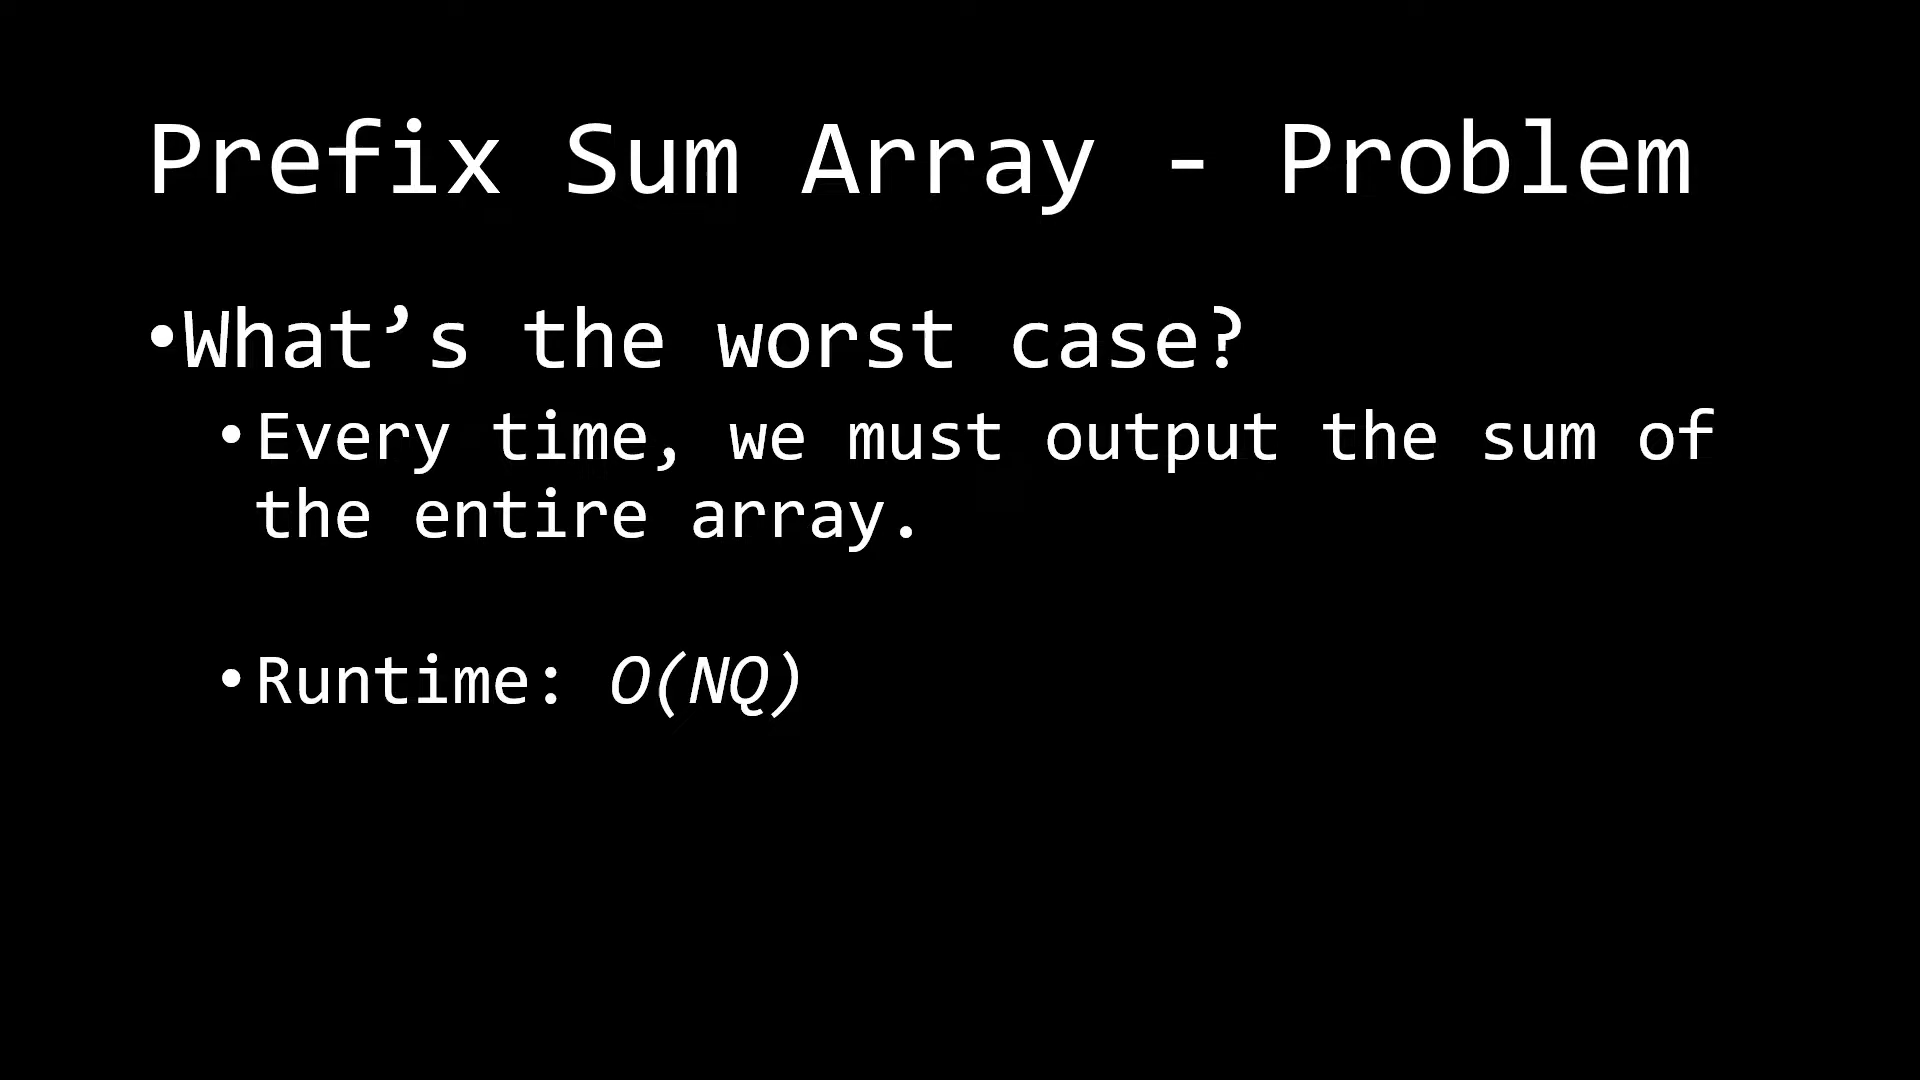 Prefix Sum Array - Problem
•What’s the worst case?
•Every time, we must output the sum of
the entire array.
•Runtime: O(NQ)